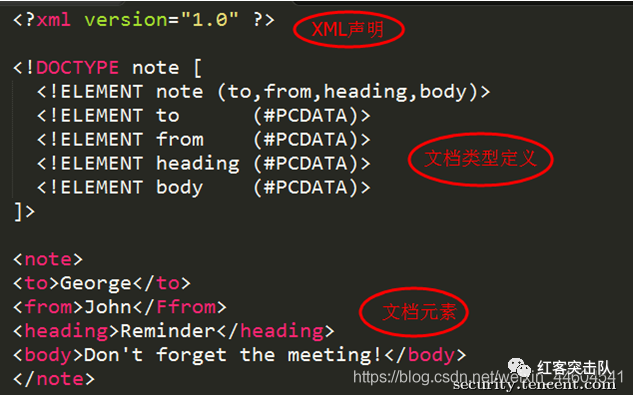 <?xml version="1.0" ?>
XML声明
<!DOCTYPE note [
<!ELEMENT note (to,from,heading,body)>
<!ELEMENT to (#PCDATA)>
<!ELEMENT from (#PCDATA)>
<!ELEMENT heading (#PCDATA)>
<!ELEMENT body (#PCDATA)>
文档类型定义
]>
<note>
<to>George</to>
<from>John</Ffrom>
文档元素
<heading>Reminder</heading>
<body>Don't forget the meeting!</body>
红客突击队
</note>
https://blog.csdn.net/weixin_44604541
security.tencent.com